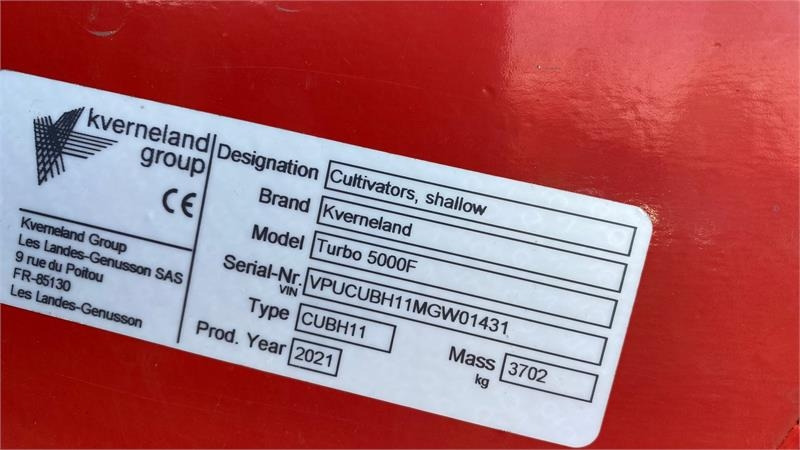 kverneland
group
CE
Kverneland Group
Les Landes-Genusson SAS
9 rue du Poitou
FR-85130
Les Landes-Genusson
Designation Cultivators, shallow
Brand Kverneland
Model Turbo 5000F
Serial-Nr. VIN VPUCUBH11MGW01431
Type CUBH11
Prod. Year 2021
Mass kg 3702